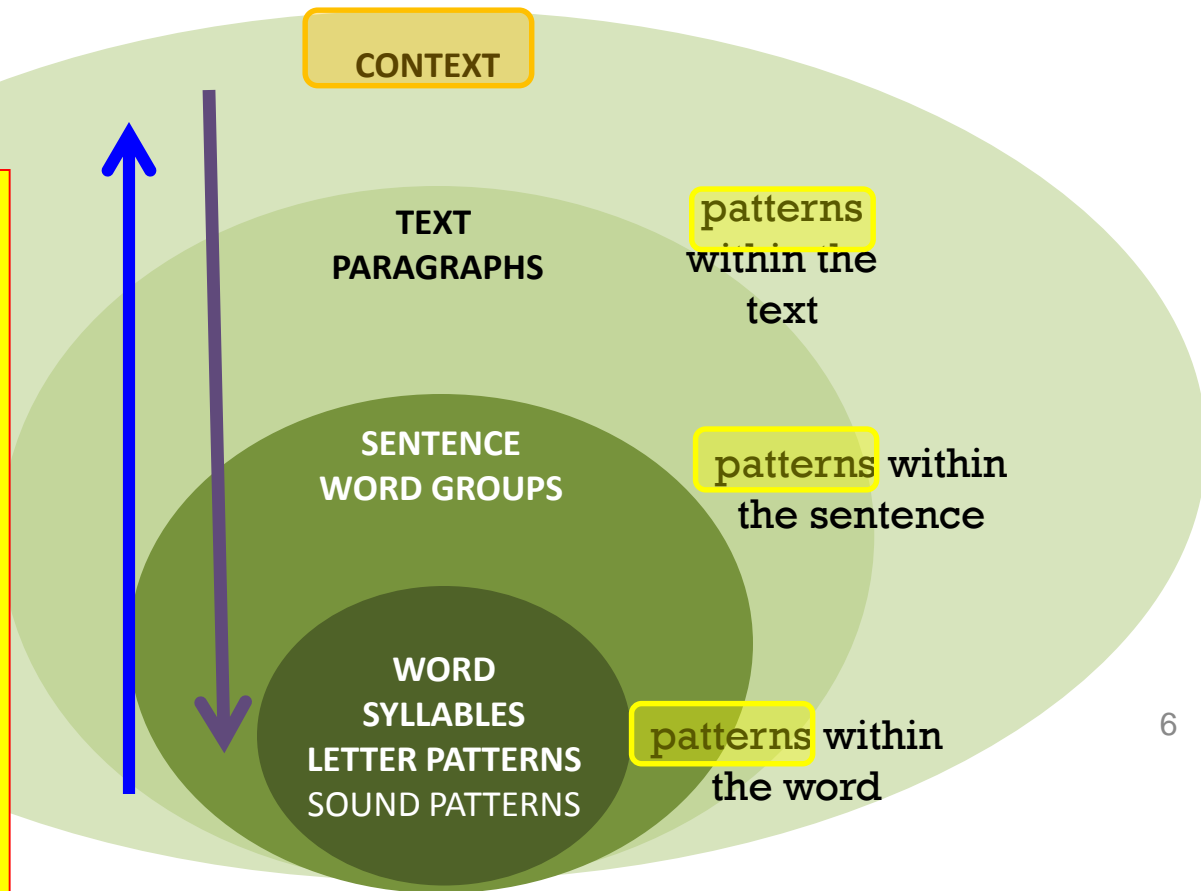 CONTEXT
TEXT
PARAGRAPHS
patterns
within the
text
SENTENCE
WORD GROUPS
patterns within
the sentence
WORD
SYLLABLES
LETTER PATTERNS
SOUND PATTERNS
patterns within
the word
6